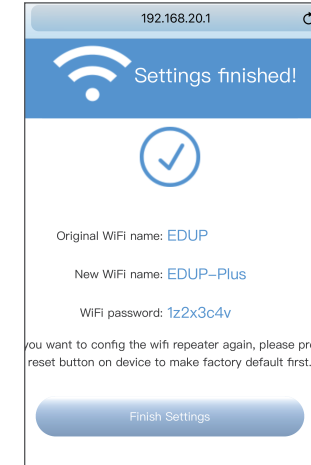 192.168.20.1
Settings finished!
Original WiFi name: EDUP
New WiFi name: EDUP-Plus
WiFi password: 1z2x3c4v
you want to config the wifi repeater again, please
reset button on device to make factory default first.
Finish Settings